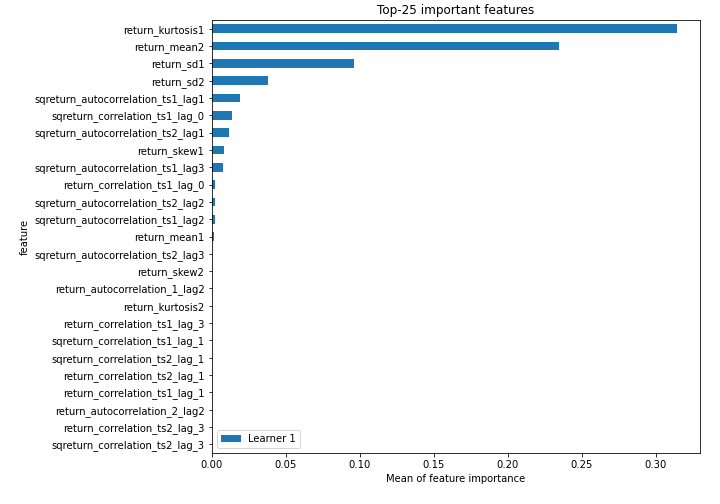 Top-25 important features
return_kurtosis1
return_mean2
return_sd1
return_sd2
sqreturn_autocorrelation_ts1_lag1
sqreturn_correlation_ts1_lag_0
sqreturn_autocorrelation_ts2_lag1
return_skew1
sqreturn_autocorrelation_ts1_lag3
return_correlation_ts1_lag_0
sqreturn_autocorrelation_ts2_lag2
sqreturn_autocorrelation_ts1_lag2
return_mean1
sqreturn_autocorrelation_ts2_lag3
return_skew2
return_autocorrelation_1_lag2
return_kurtosis2
return_correlation_ts1_lag_3
sqreturn_correlation_ts1_lag_1
sqreturn_correlation_ts2_lag_1
return_correlation_ts2_lag_1
return_correlation_ts1_lag_1
return_autocorrelation_2_lag2
return_correlation_ts2_lag_3
sqreturn_correlation_ts2_lag_3
feature
Learner 1
0.00 0.05 0.10 0.15 0.20 0.25 0.30
Mean of feature importance